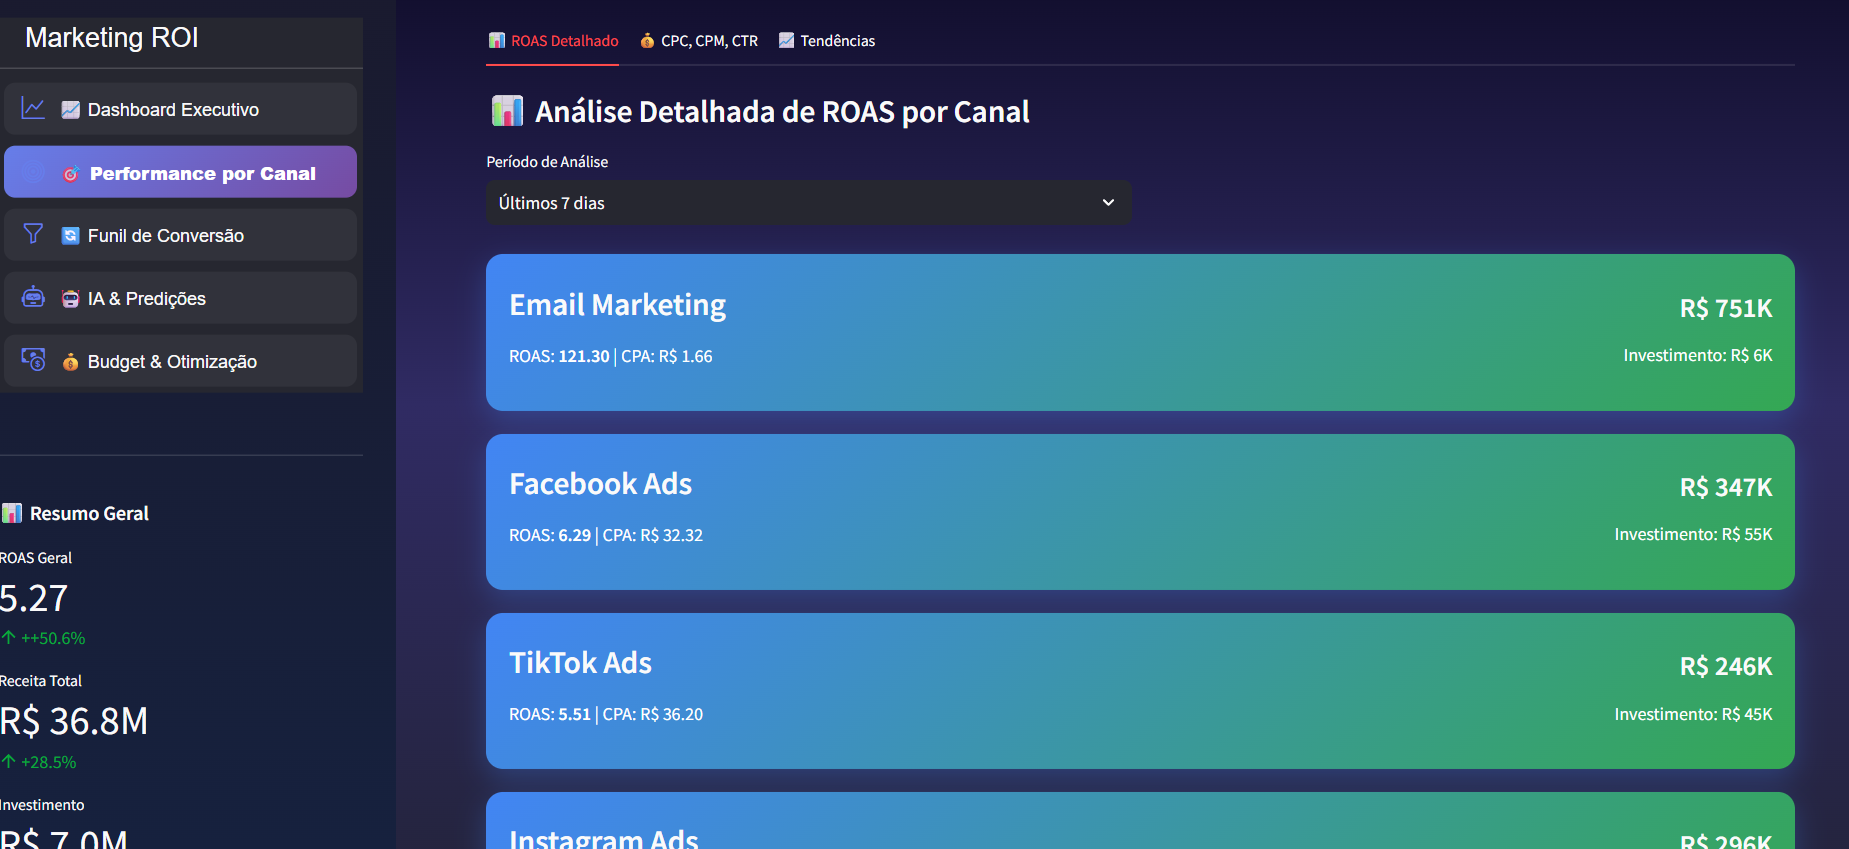 Marketing ROI
Dashboard Executivo
Performance por Canal
Funil de Conversão
IA & Predições
Budget & Otimização
Resumo Geral
ROAS Geral
5.27
↑ ++50.6%
Receita Total
R$ 36.8M
↑ +28.5%
Investimento
R$ 7.0M
ROAS Detalhado
CPC, CPM, CTR
Tendências
Análise Detalhada de ROAS por Canal
Período de Análise
Últimos 7 dias
Email Marketing
R$ 751K
ROAS: 121.30 | CPA: R$ 1.66
Investimento: R$ 6K
Facebook Ads
R$ 347K
ROAS: 6.29 | CPA: R$ 32.32
Investimento: R$ 55K
TikTok Ads
R$ 246K
ROAS: 5.51 | CPA: R$ 36.20
Investimento: R$ 45K
Instagram Ads
R$ 296K